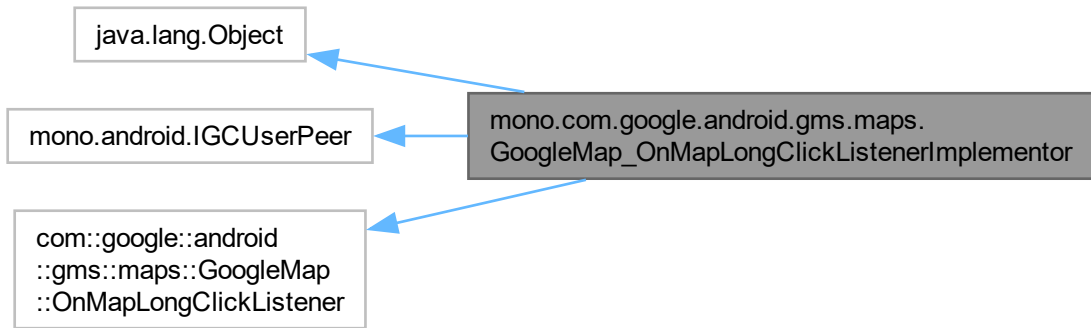 java.lang.Object
mono.android.IGCUserPeer
mono.com.google.android.gms.maps.
GoogleMap_OnMapLongClickListenerImplementor
com::google::android
::gms::maps::GoogleMap
::OnMapLongClickListener